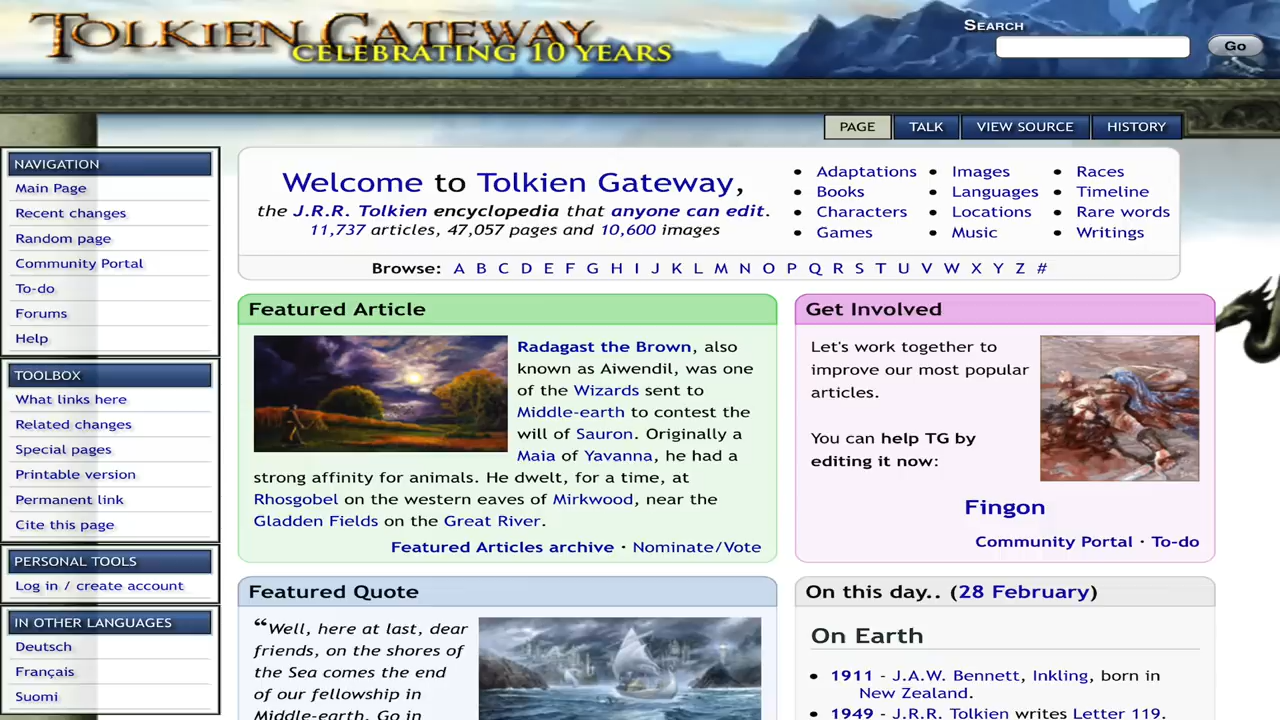 TOLKIEN GATEWAY
CELEBRATING 10 YEARS
SEARCH
Go
PAGE
TALK
VIEW SOURCE
HISTORY
NAVIGATION
Main Page
Recent changes
Random page
Community Portal
To-do
Forums
Help
TOOLBOX
What links here
Related changes
Special pages
Printable version
Permanent link
Cite this page
PERSONAL TOOLS
Log in / create account
IN OTHER LANGUAGES
Deutsch
Français
Suomi
Welcome to Tolkien Gateway,
the J.R.R. Tolkien encyclopedia that anyone can edit.
11,737 articles, 47,057 pages and 10,600 images
• Adaptations
• Books
• Characters
• Games
• Images
• Languages
• Locations
• Music
• Races
• Timeline
• Rare words
• Writings
Browse: A B C D E F G H I J K L M N O P Q R S T U V W X Y Z #
Featured Article
Radagast the Brown, also
known as Aiwendil, was one
of the Wizards sent to
Middle-earth to contest the
will of Sauron. Originally a
Maia of Yavanna, he had a
strong affinity for animals. He dwelt, for a time, at
Rhosgobel on the western eaves of Mirkwood, near the
Gladden Fields on the Great River.
Featured Articles archive · Nominate/Vote
Get Involved
Let's work together to
improve our most popular
articles.
You can help TG by
editing it now:
Fingon
Community Portal · To-do
Featured Quote
“Well, here at last, dear
friends, on the shores of
the Sea comes the end
of our fellowship in
Middle-earth. Go in
On this day.. (28 February)
On Earth
• 1911 - J.A.W. Bennett, Inkling, born in
New Zealand.
• 1949 - J.R.R. Tolkien writes Letter 119.